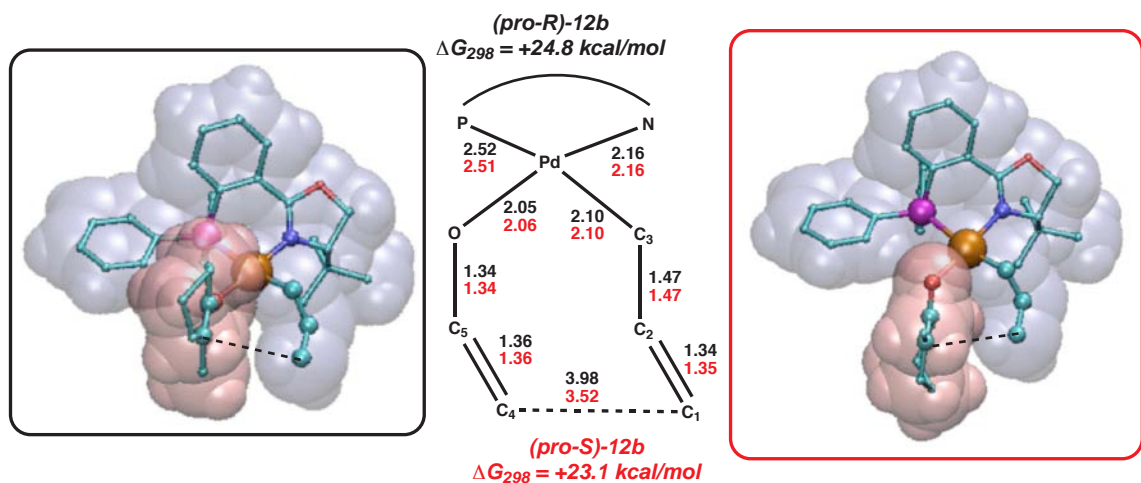 (pro-R)-12b
ΔG298 = +24.8 kcal/mol
P N
Pd
2.52 2.16
2.51 2.16
2.05 2.10
2.06 2.10
O C3
1.34 1.47
1.34 1.47
C5 C2
1.36 1.34
1.36 1.35
3.98
3.52
C4 C1
(pro-S)-12b
ΔG298 = +23.1 kcal/mol